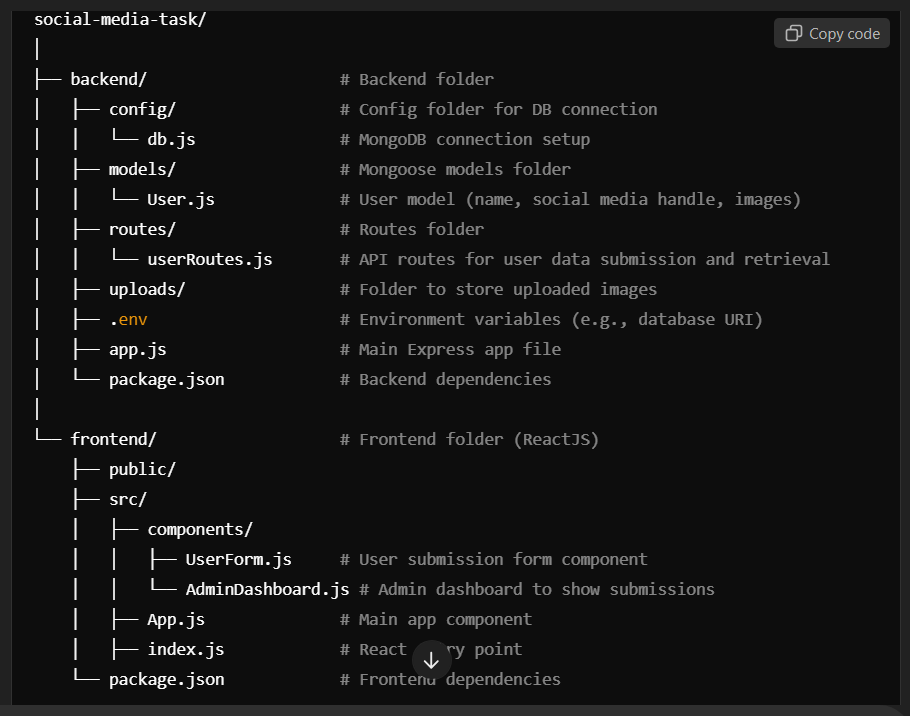 social-media-task/
Copy code
│
├── backend/ # Backend folder
│ ├── config/ # Config folder for DB connection
│ │ └── db.js # MongoDB connection setup
│ ├── models/ # Mongoose models folder
│ │ └── User.js # User model (name, social media handle, images)
│ ├── routes/ # Routes folder
│ │ └── userRoutes.js # API routes for user data submission and retrieval
│ ├── uploads/ # Folder to store uploaded images
│ ├── .env # Environment variables (e.g., database URI)
│ ├── app.js # Main Express app file
│ └── package.json # Backend dependencies
│
└── frontend/ # Frontend folder (ReactJS)
├── public/
├── src/
│ ├── components/
│ │ ├── UserForm.js # User submission form component
│ │ └── AdminDashboard.js # Admin dashboard to show submissions
│ ├── App.js # Main app component
│ ├── index.js # React point
└── package.json # Frontend dependencies